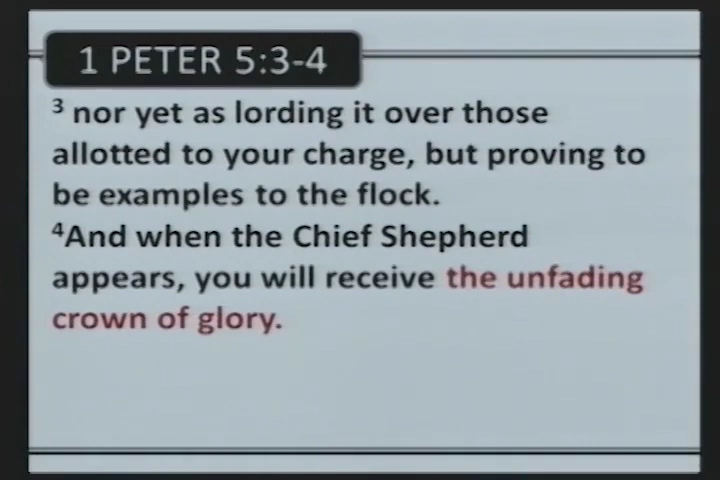 1 PETER 5:3-4
3 nor yet as lording it over those
allotted to your charge, but proving to
be examples to the flock.
4And when the Chief Shepherd
appears, you will receive the unfading
crown of glory.